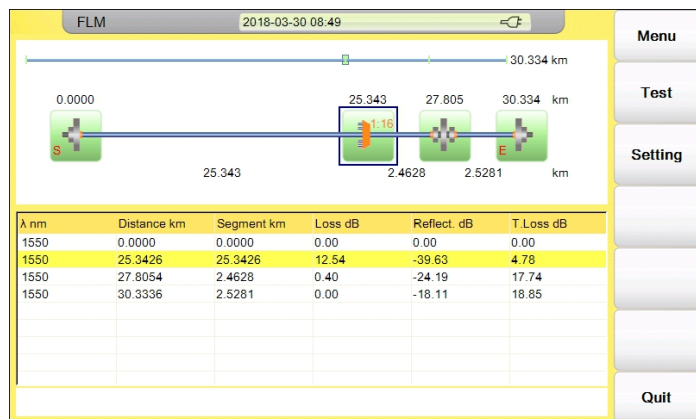 FLM 2018-03-30 08:49
Menu
30.334 km
0.0000 25.343 27.805 30.334 km
Test
1:16
S E
Setting
25.343 2.4628 2.5281 km
λ nm Distance km Segment km Loss dB Reflect. dB T.Loss dB
1550 0.0000 0.0000 0.00 0.00 0.00
1550 25.3426 25.3426 12.54 -39.63 4.78
1550 27.8054 2.4628 0.40 -24.19 17.74
1550 30.3336 2.5281 0.00 -18.11 18.85
Quit